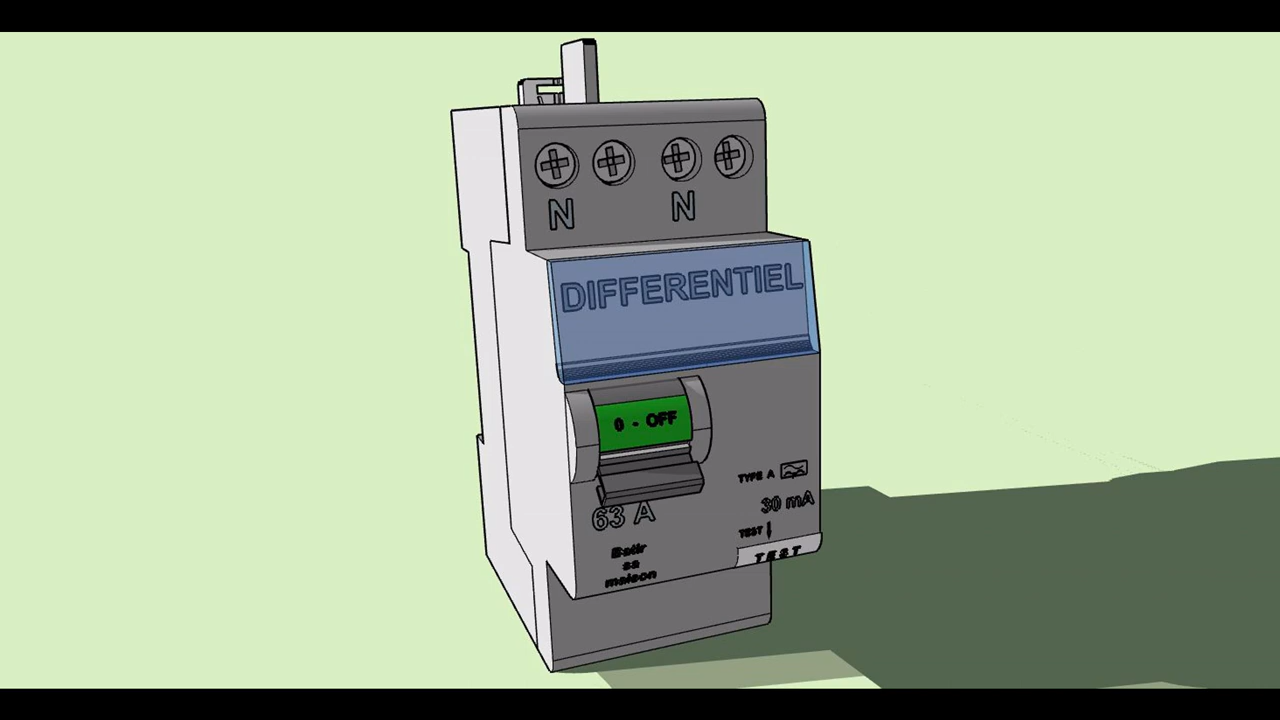 N N
DIFFERENTIEL
0 - OFF
TYPE A
63 A
30 mA
TEST
Batir
sa
maison
TEST